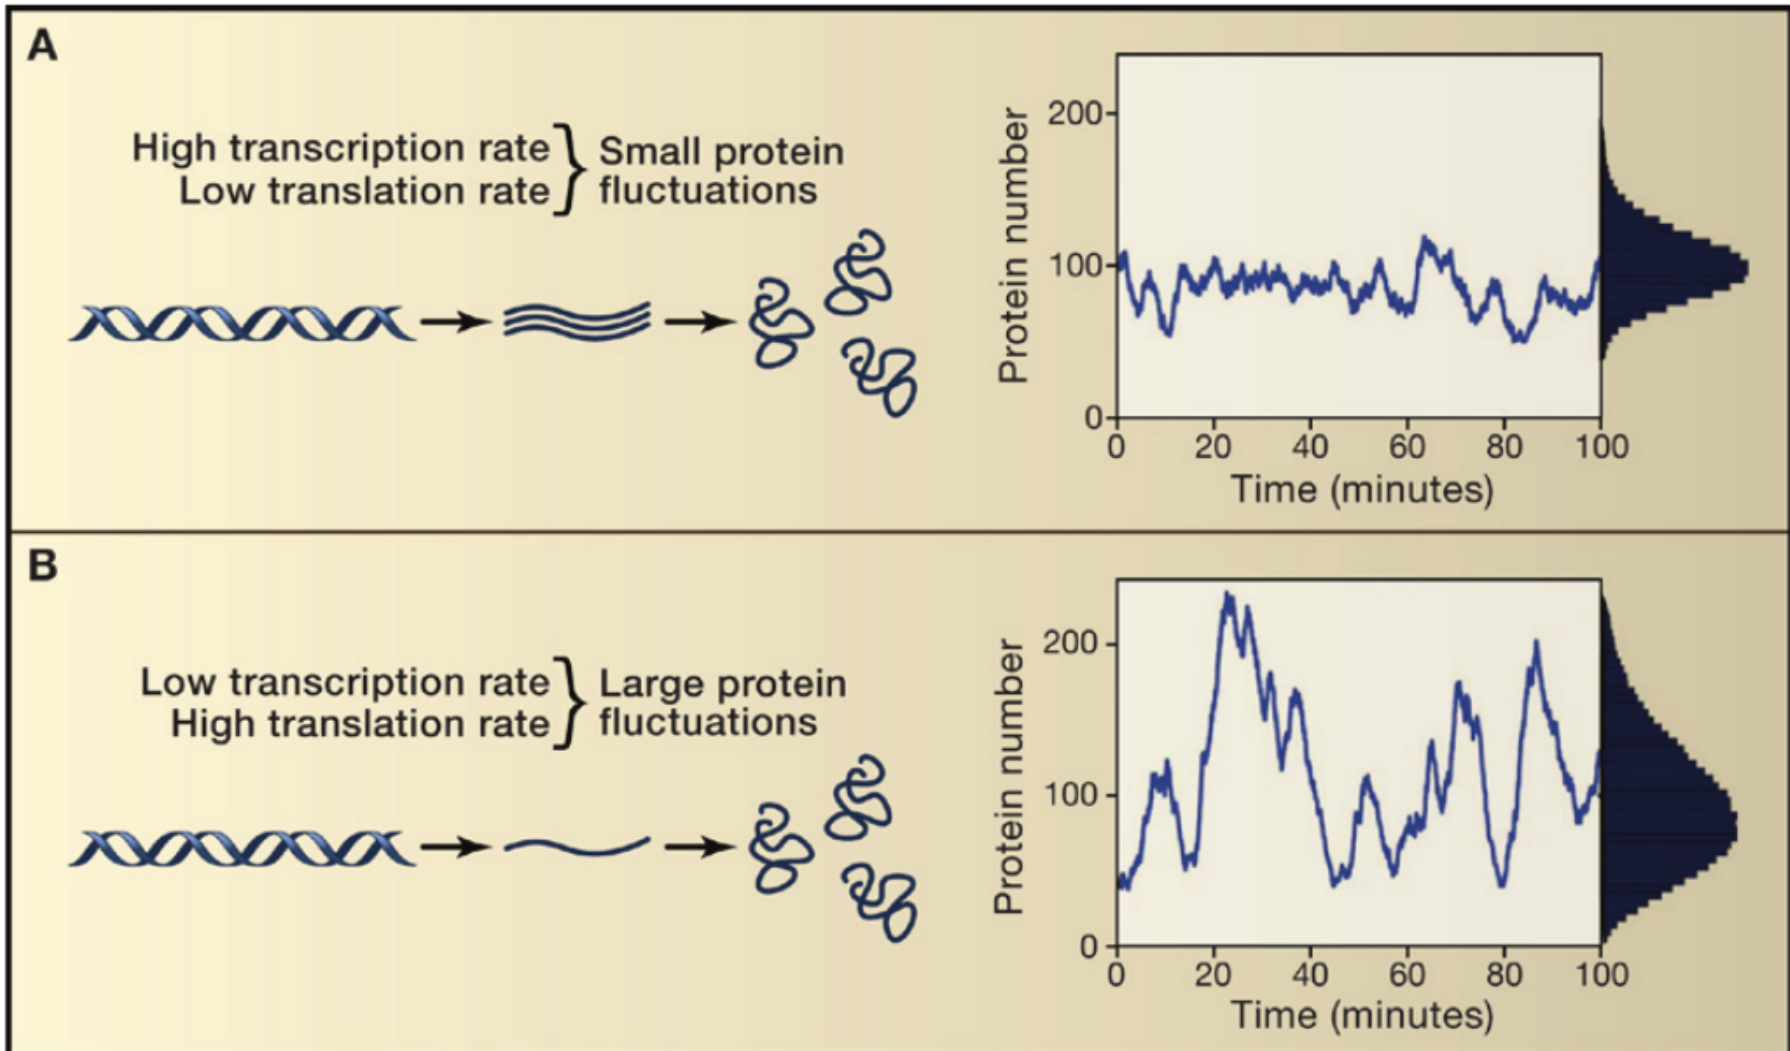 A
High transcription rate
Low translation rate
}
Small protein
fluctuations
Protein number
200
100
0
0 20 40 60 80 100
Time (minutes)
B
Low transcription rate
High translation rate
}
Large protein
fluctuations
Protein number
200
100
0
0 20 40 60 80 100
Time (minutes)